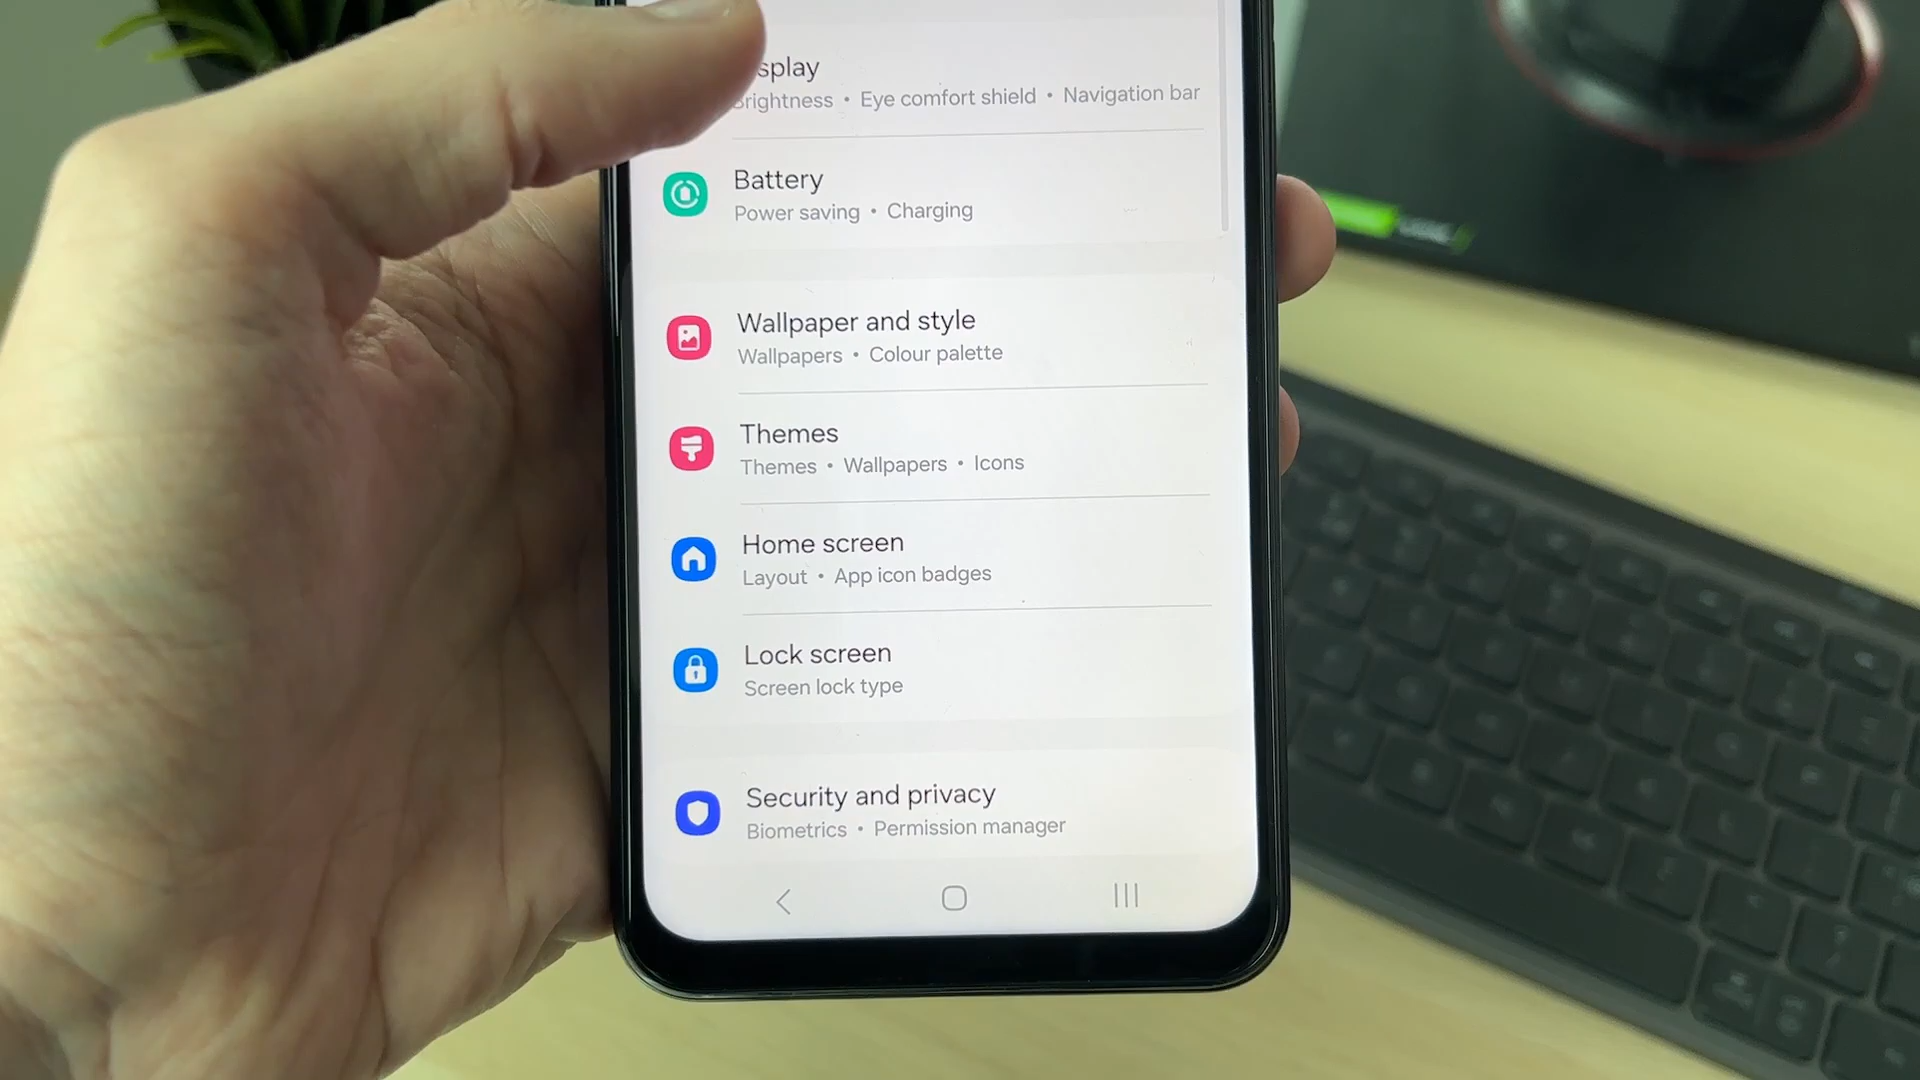 splay
Brightness • Eye comfort shield • Navigation bar
Battery
Power saving • Charging
Wallpaper and style
Wallpapers • Colour palette
Themes
Themes • Wallpapers • Icons
Home screen
Layout • App icon badges
Lock screen
Screen lock type
Security and privacy
Biometrics • Permission manager